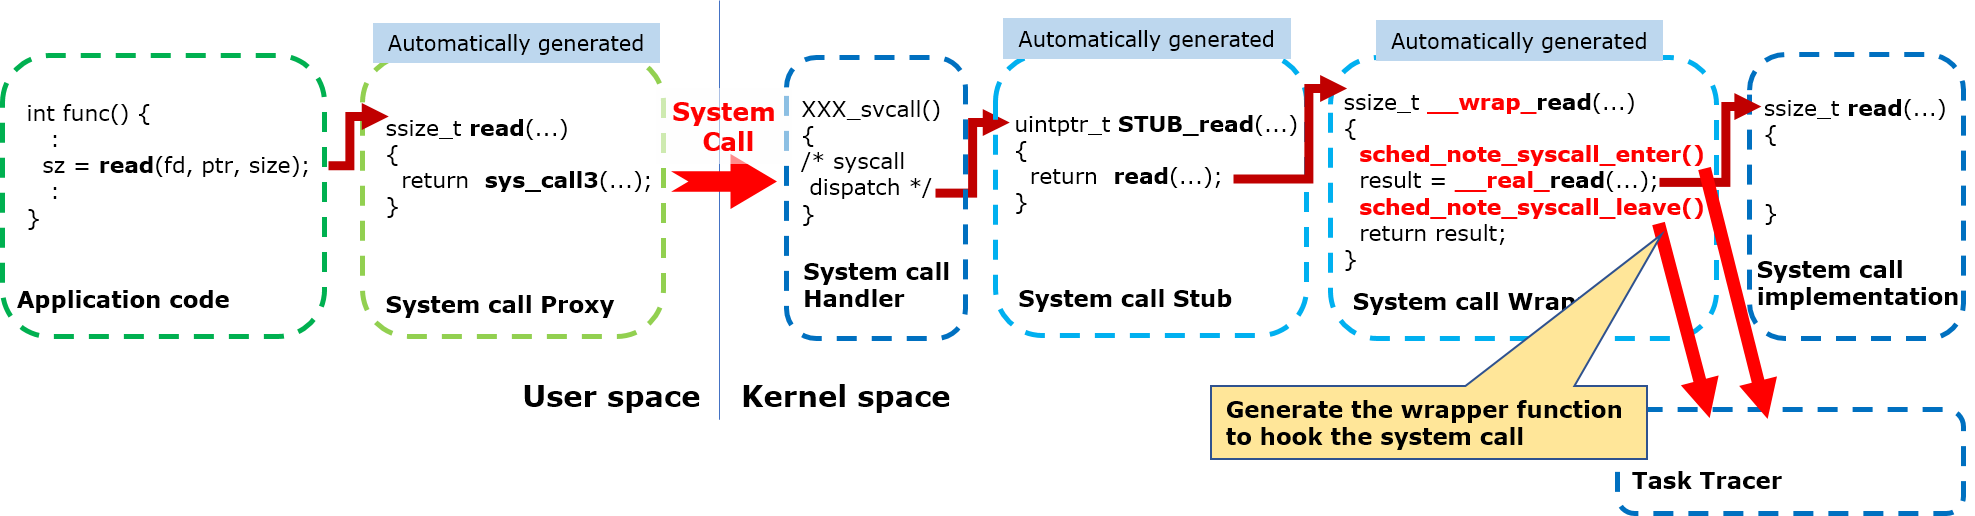 Automatically generated
Automatically generated
Automatically generated
int func() {
:
sz = read(fd, ptr, size);
:
}
Application code
ssize_t read(...)
{
return sys_call3(...);
}
System call Proxy
System
Call
XXX_svcall()
{
/* syscall
dispatch */
}
System call
Handler
uintptr_t STUB_read(...)
{
return read(...);
}
System call Stub
ssize_t __wrap_read(...)
{
sched_note_syscall_enter()
result = __real_read(...);
sched_note_syscall_leave()
return result;
}
System call Wrap
ssize_t read(...)
{
}
System call
implementation
User space
Kernel space
Generate the wrapper function
to hook the system call
Task Tracer